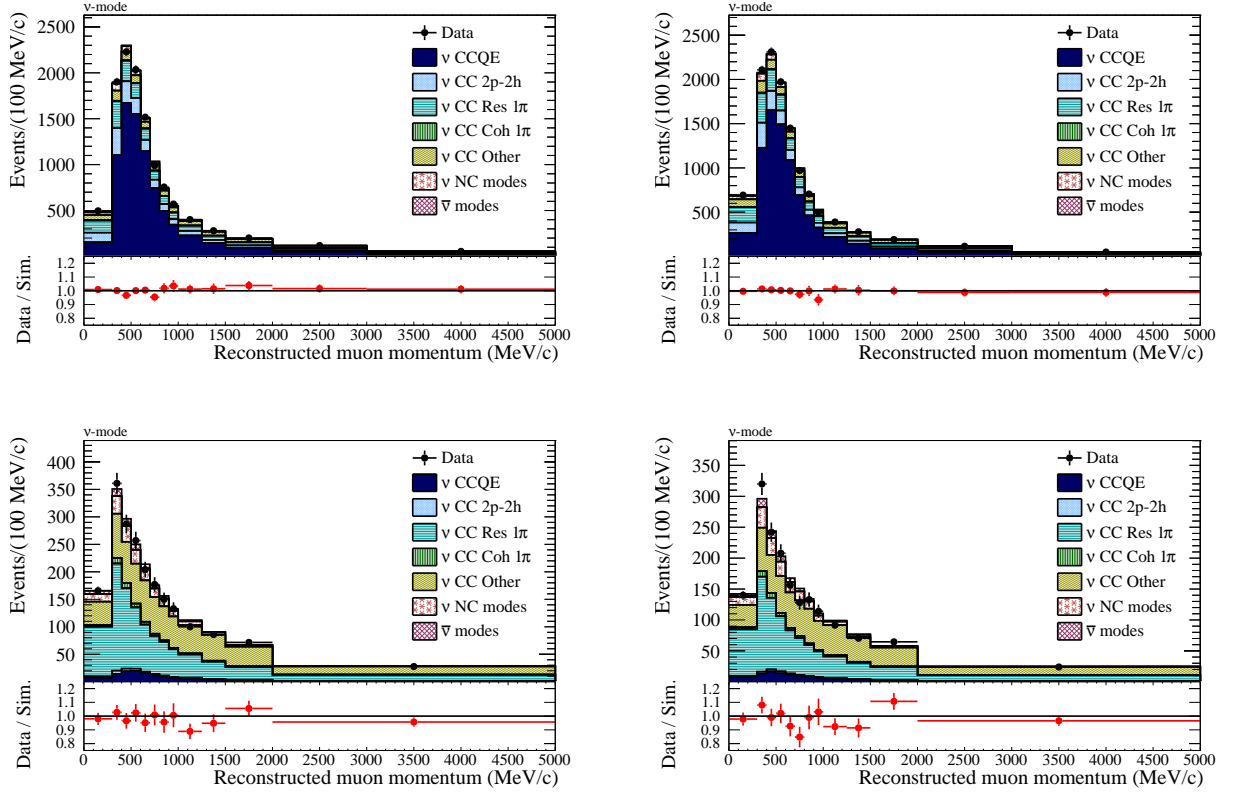 ν-mode
Events/(100 MeV/c)
2500
2000
1500
1000
500
Data
ν CCQE
ν CC 2p-2h
ν CC Res 1π
ν CC Coh 1π
ν CC Other
ν NC modes
ν̅ modes
Data / Sim.
1.2
1.1
1.0
0.9
0.8
0 500 1000 1500 2000 2500 3000 3500 4000 4500 5000
Reconstructed muon momentum (MeV/c)
ν-mode
Events/(100 MeV/c)
2500
2000
1500
1000
500
Data
ν CCQE
ν CC 2p-2h
ν CC Res 1π
ν CC Coh 1π
ν CC Other
ν NC modes
ν̅ modes
Data / Sim.
1.2
1.1
1.0
0.9
0.8
0 500 1000 1500 2000 2500 3000 3500 4000 4500 5000
Reconstructed muon momentum (MeV/c)
ν-mode
Events/(100 MeV/c)
400
350
300
250
200
150
100
50
Data
ν CCQE
ν CC 2p-2h
ν CC Res 1π
ν CC Coh 1π
ν CC Other
ν NC modes
ν̅ modes
Data / Sim.
1.2
1.1
1.0
0.9
0.8
0 500 1000 1500 2000 2500 3000 3500 4000 4500 5000
Reconstructed muon momentum (MeV/c)
ν-mode
Events/(100 MeV/c)
350
300
250
200
150
100
50
Data
ν CCQE
ν CC 2p-2h
ν CC Res 1π
ν CC Coh 1π
ν CC Other
ν NC modes
ν̅ modes
Data / Sim.
1.2
1.1
1.0
0.9
0.8
0 500 1000 1500 2000 2500 3000 3500 4000 4500 5000
Reconstructed muon momentum (MeV/c)